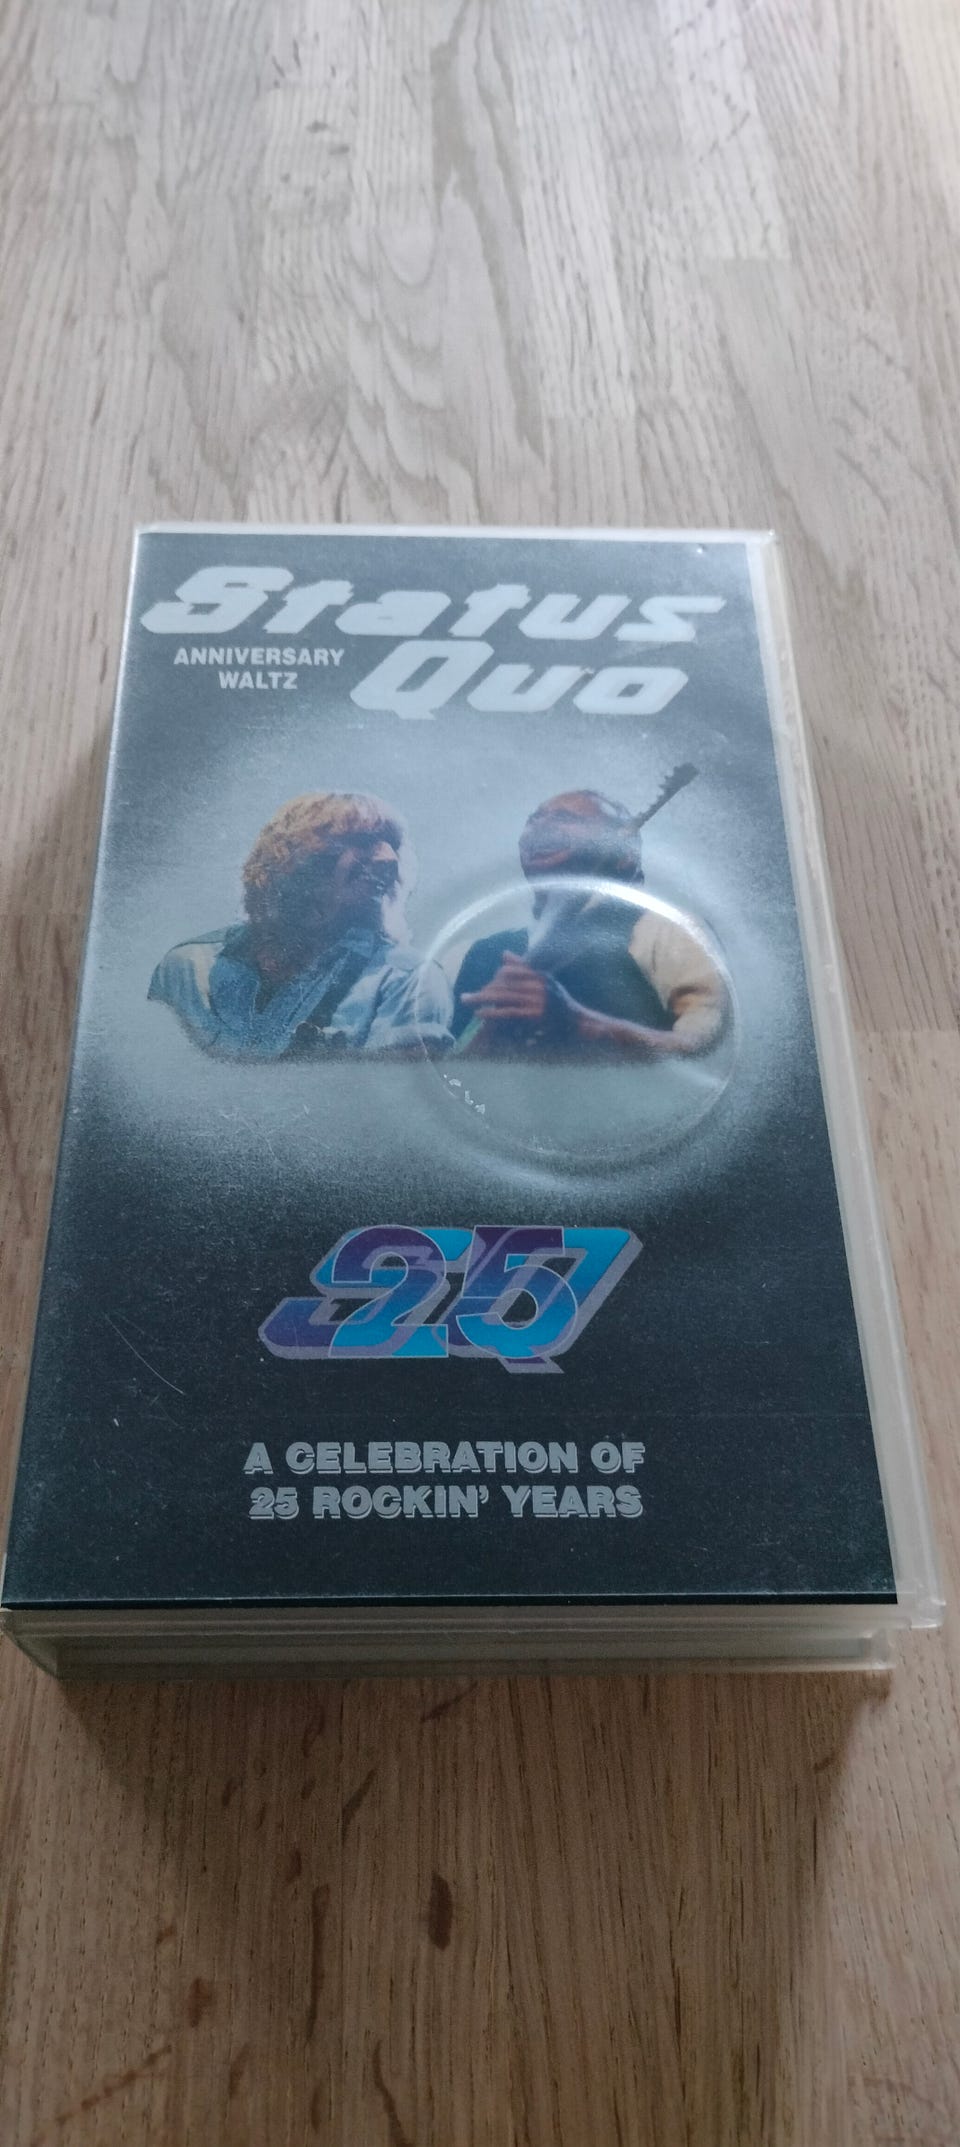 Status
ANNIVERSARY
WALTZ
Quo
25
A CELEBRATION OF
25 ROCKIN' YEARS